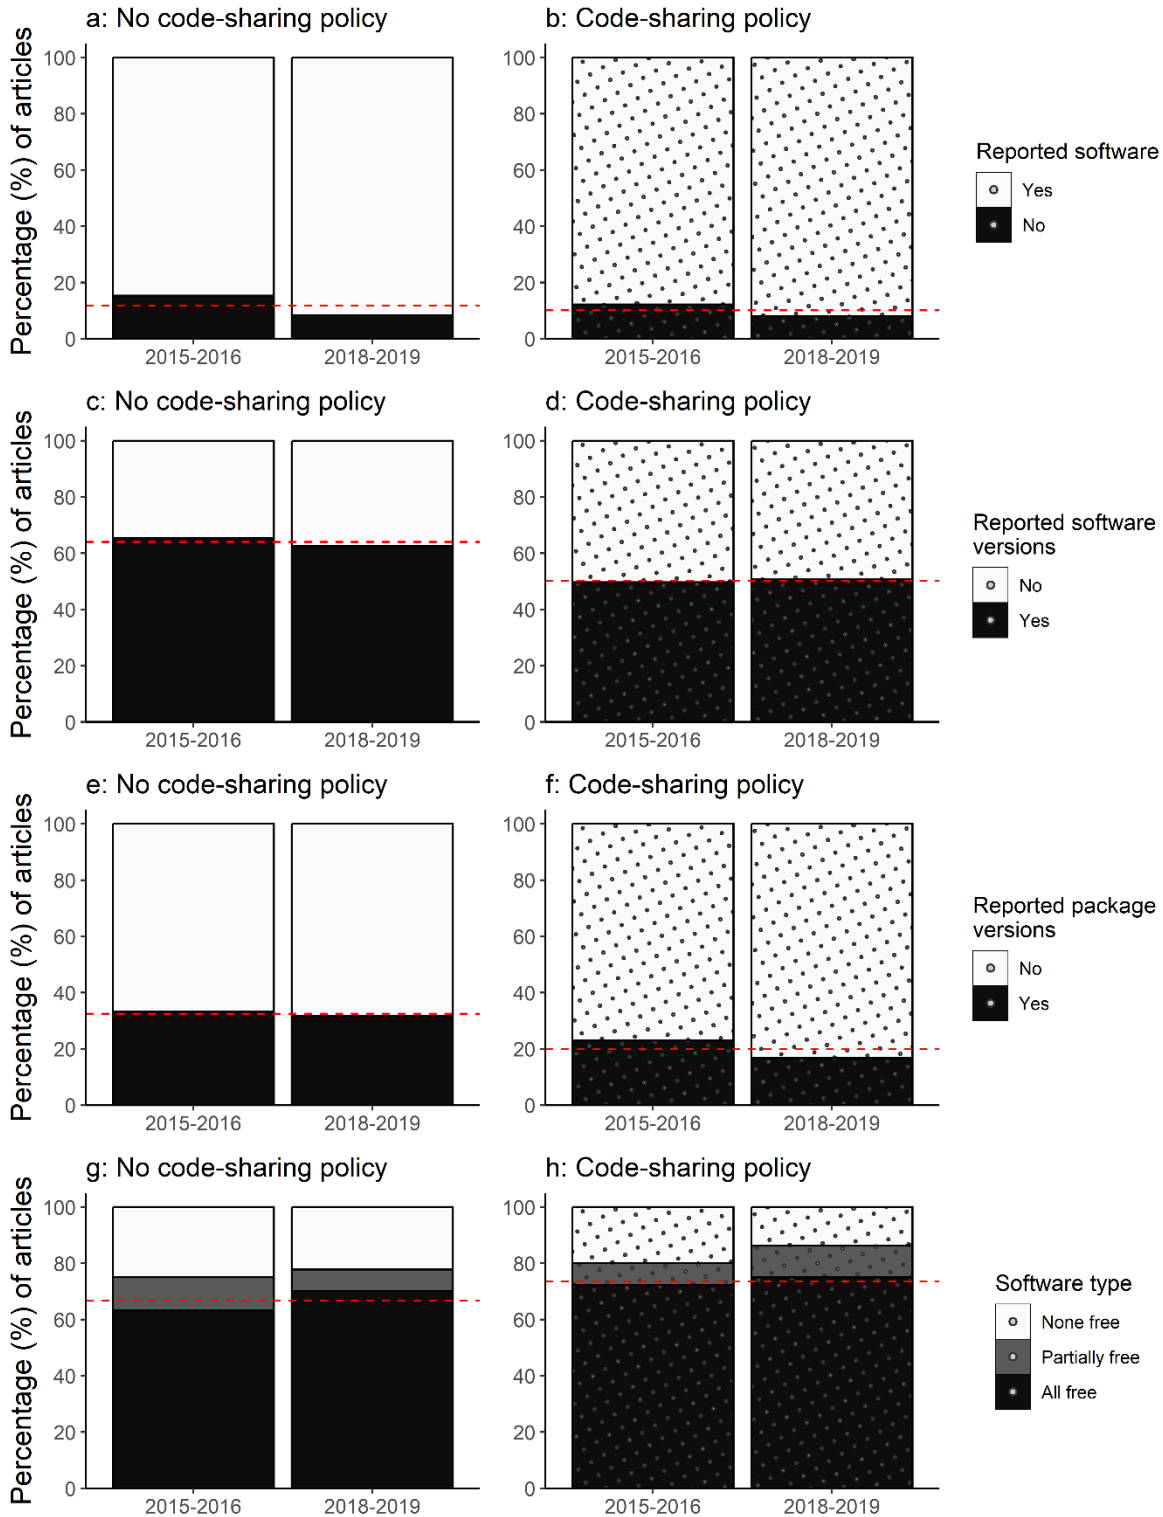 a: No code-sharing policy
b: Code-sharing policy
Percentage (%) of articles
100
80
60
40
20
0
2015-2016
2018-2019
100
80
60
40
20
0
2015-2016
2018-2019
Reported software
Yes
No
c: No code-sharing policy
d: Code-sharing policy
Percentage (%) of articles
100
80
60
40
20
0
2015-2016
2018-2019
100
80
60
40
20
0
2015-2016
2018-2019
Reported software
versions
No
Yes
e: No code-sharing policy
f: Code-sharing policy
Percentage (%) of articles
100
80
60
40
20
0
2015-2016
2018-2019
100
80
60
40
20
0
2015-2016
2018-2019
Reported package
versions
No
Yes
g: No code-sharing policy
h: Code-sharing policy
Percentage (%) of articles
100
80
60
40
20
0
2015-2016
2018-2019
100
80
60
40
20
0
2015-2016
2018-2019
Software type
None free
Partially free
All free